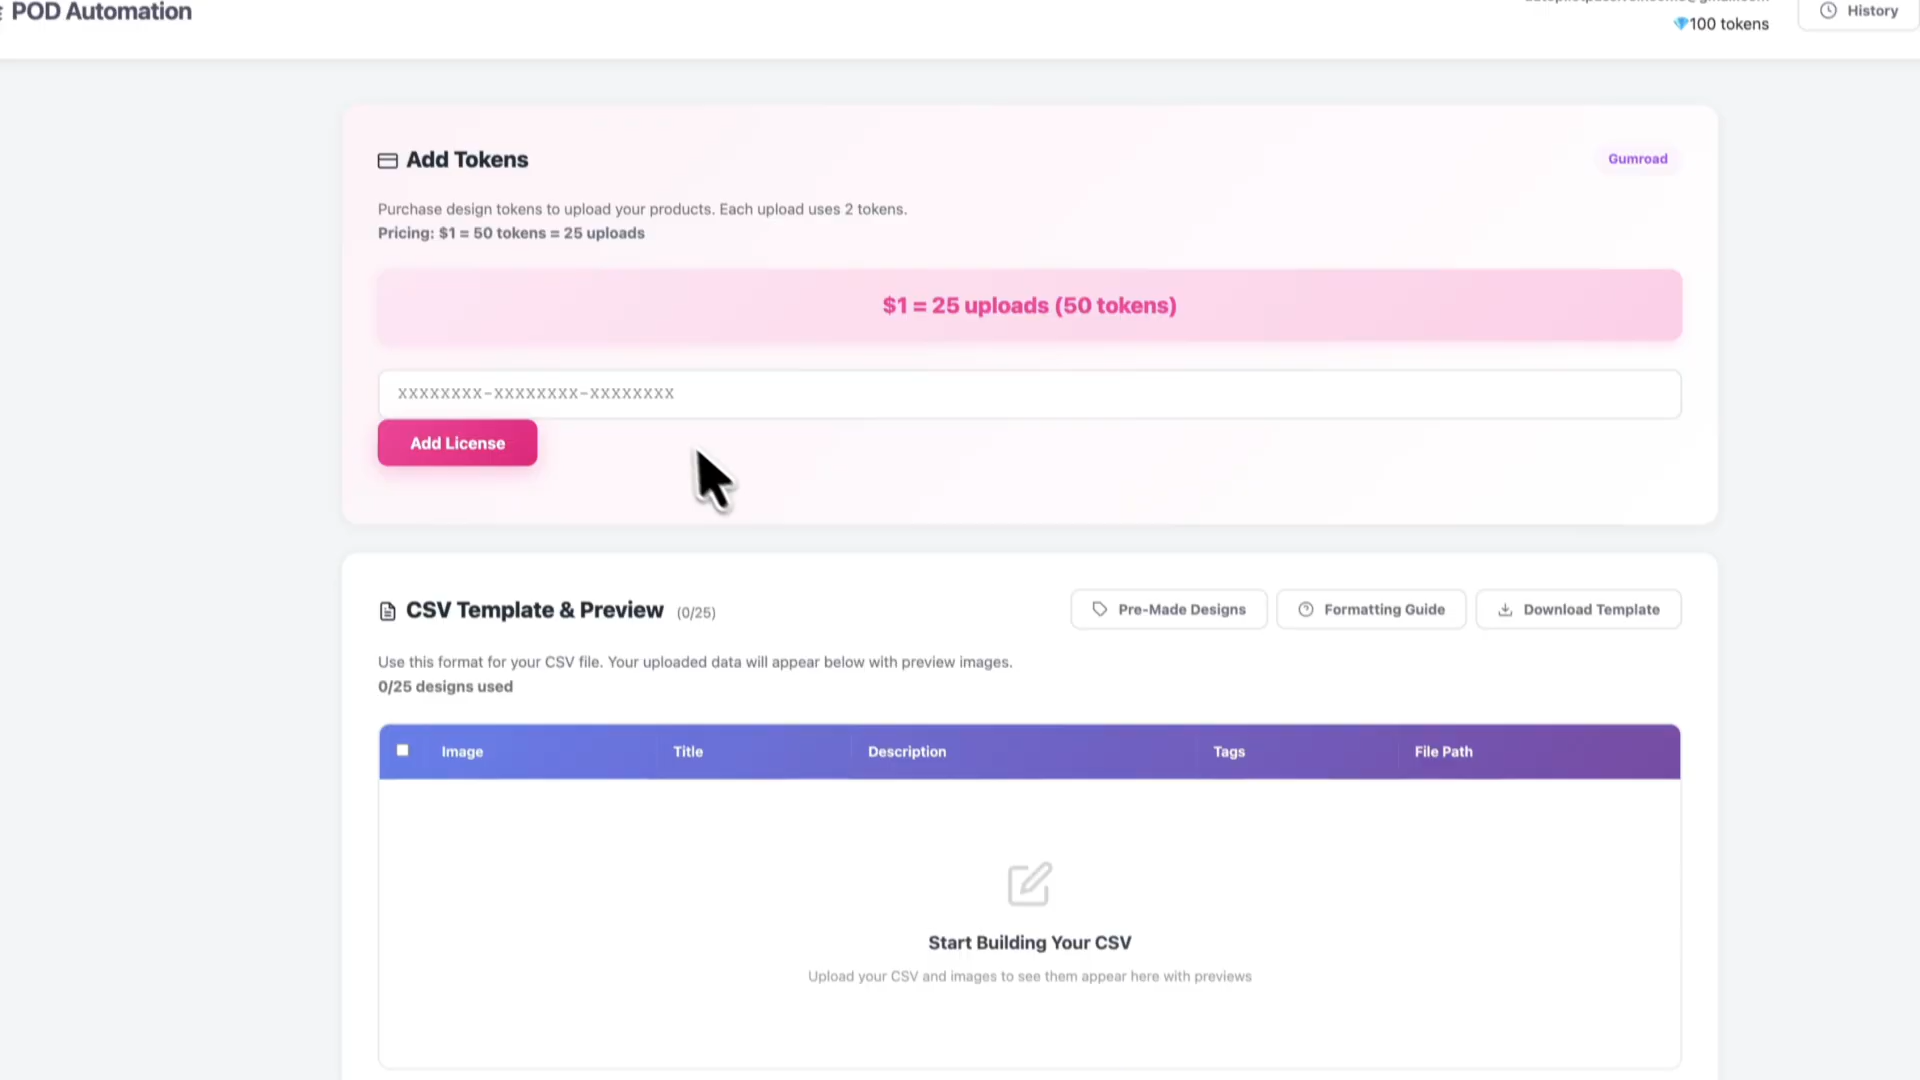 POD Automation
100 tokens
History
Add Tokens
Gumroad
Purchase design tokens to upload your products. Each upload uses 2 tokens.
Pricing: $1 = 50 tokens = 25 uploads
$1 = 25 uploads (50 tokens)
XXXXXXXX-XXXXXXXX-XXXXXXXX
Add License
CSV Template & Preview (0/25)
Pre-Made Designs
Formatting Guide
Download Template
Use this format for your CSV file. Your uploaded data will appear below with preview images.
0/25 designs used
Image Title Description Tags File Path
Start Building Your CSV
Upload your CSV and images to see them appear here with previews